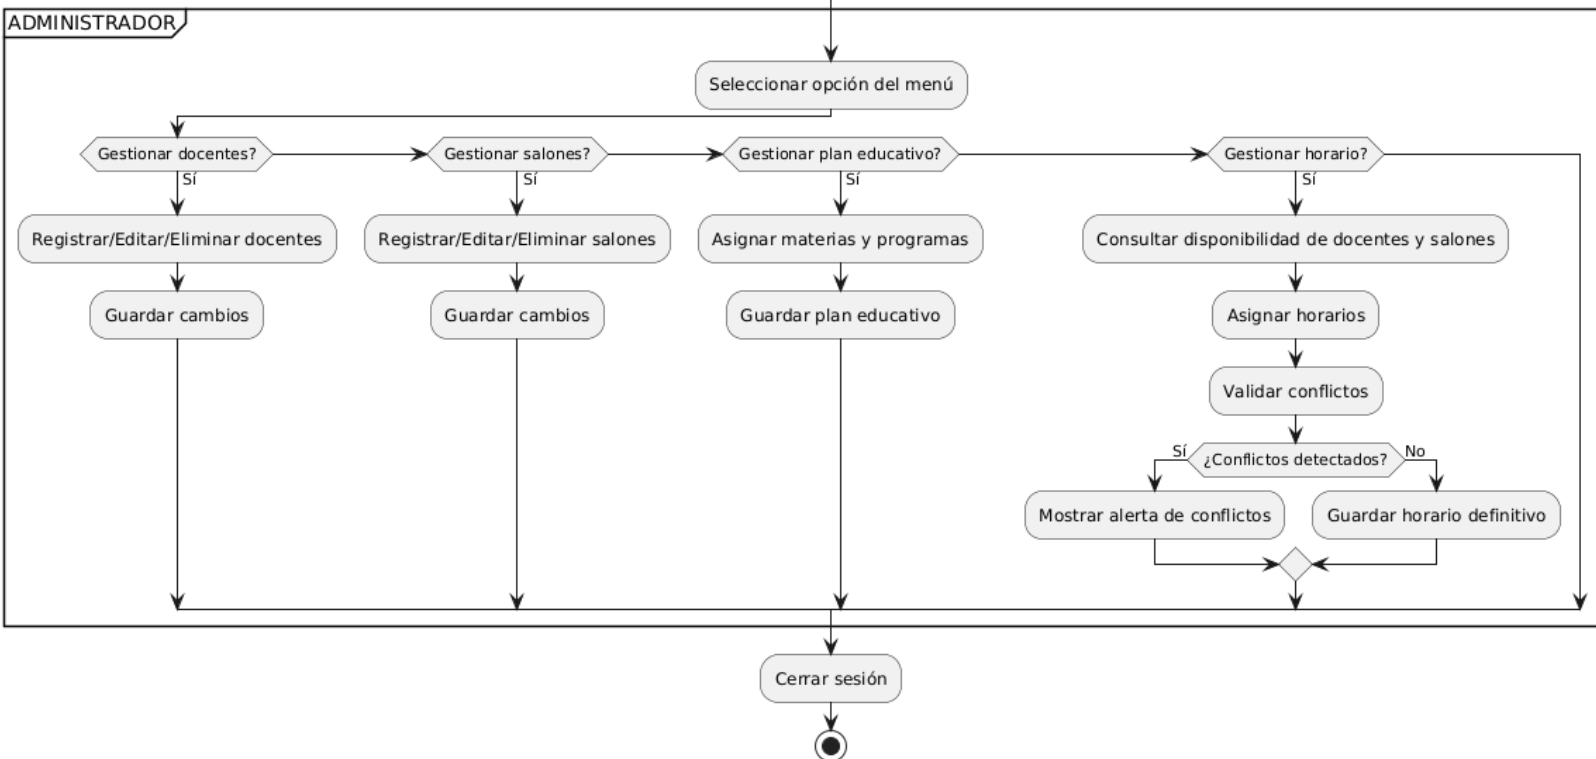 ADMINISTRADOR
Seleccionar opción del menú
Gestionar docentes?
Gestionar salones?
Gestionar plan educativo?
Gestionar horario?
Sí
Sí
Sí
Sí
Registrar/Editar/Eliminar docentes
Registrar/Editar/Eliminar salones
Asignar materias y programas
Consultar disponibilidad de docentes y salones
Guardar cambios
Guardar cambios
Guardar plan educativo
Asignar horarios
Validar conflictos
Sí
¿Conflictos detectados?
No
Mostrar alerta de conflictos
Guardar horario definitivo
Cerrar sesión